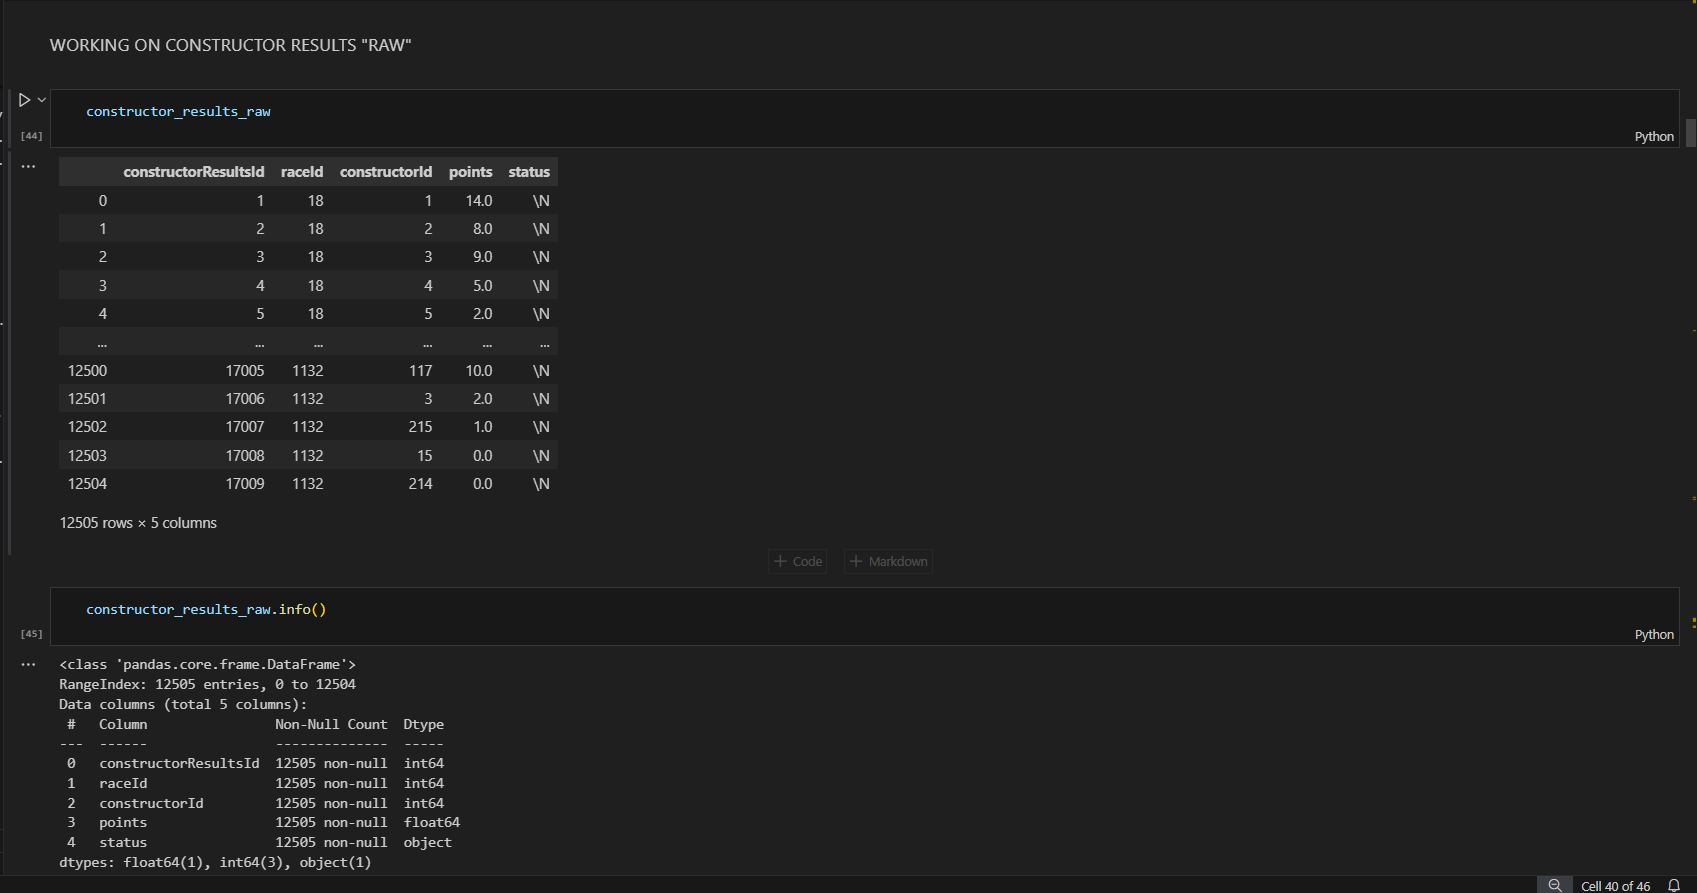 WORKING ON CONSTRUCTOR RESULTS "RAW"
constructor_results_raw
[44]
Python
...
constructorResultsId raceId constructorId points status
0 1 18 1 14.0 \N
1 2 18 2 8.0 \N
2 3 18 3 9.0 \N
3 4 18 4 5.0 \N
4 5 18 5 2.0 \N
... ... ... ... ... ...
12500 17005 1132 117 10.0 \N
12501 17006 1132 3 2.0 \N
12502 17007 1132 215 1.0 \N
12503 17008 1132 15 0.0 \N
12504 17009 1132 214 0.0 \N
12505 rows × 5 columns
+ Code + Markdown
constructor_results_raw.info()
[45]
Python
...
<class 'pandas.core.frame.DataFrame'>
RangeIndex: 12505 entries, 0 to 12504
Data columns (total 5 columns):
# Column Non-Null Count Dtype
--- ------ -------------- -----
0 constructorResultsId 12505 non-null int64
1 raceId 12505 non-null int64
2 constructorId 12505 non-null int64
3 points 12505 non-null float64
4 status 12505 non-null object
dtypes: float64(1), int64(3), object(1)
Cell 40 of 46